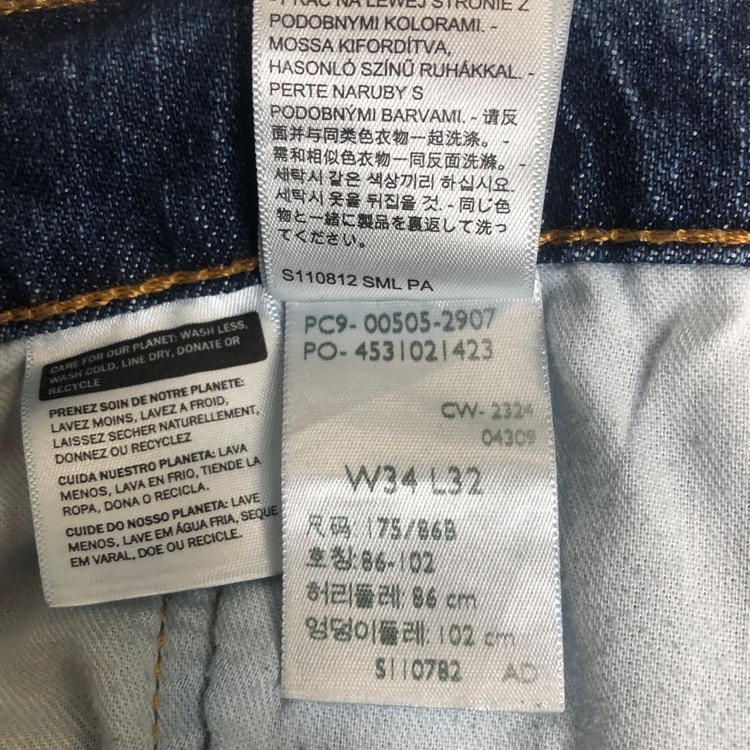 PRAĆ NA LEWEJ STRONIE Z
PODOBNYMI KOLORAMI. -
MOSSA KIFORDÍTVA,
HASONLÓ SZÍNŰ RUHÁKKAL. -
PERTE NARUBY S
PODOBNÝMI BARVAMI. - 请反
面并与同类色衣物一起洗涤。 -
需和相似色衣物一同反面洗滌。 -
세탁시 같은 색상끼리 하십시요.
세탁시 옷을 뒤집을 것. - 同じ色
物と一緒に製品を裏返して洗っ
てください。
S110812 SML PA
CARE FOR OUR PLANET: WASH LESS,
WASH COLD, LINE DRY, DONATE OR
RECYCLE
PRENEZ SOIN DE NOTRE PLANETE:
LAVEZ MOINS, LAVEZ A FROID,
LAISSEZ SECHER NATURELLEMENT,
DONNEZ OU RECYCLEZ
CUIDA NUESTRO PLANETA: LAVA
MENOS, LAVA EN FRIO, TIENDE LA
ROPA, DONA O RECICLA.
CUIDE DO NOSSO PLANETA: LAVE
MENOS, LAVE EM ÁGUA FRIA, SEQUE
EM VARAL, DOE OU RECICLE.
PC9- 00505-2907
PO- 4531021423
CW- 2324
04309
W34 L32
尺码: 175/86B
호칭:86-102
허리둘레: 86 cm
엉덩이둘레: 102 cm
S110782 AD